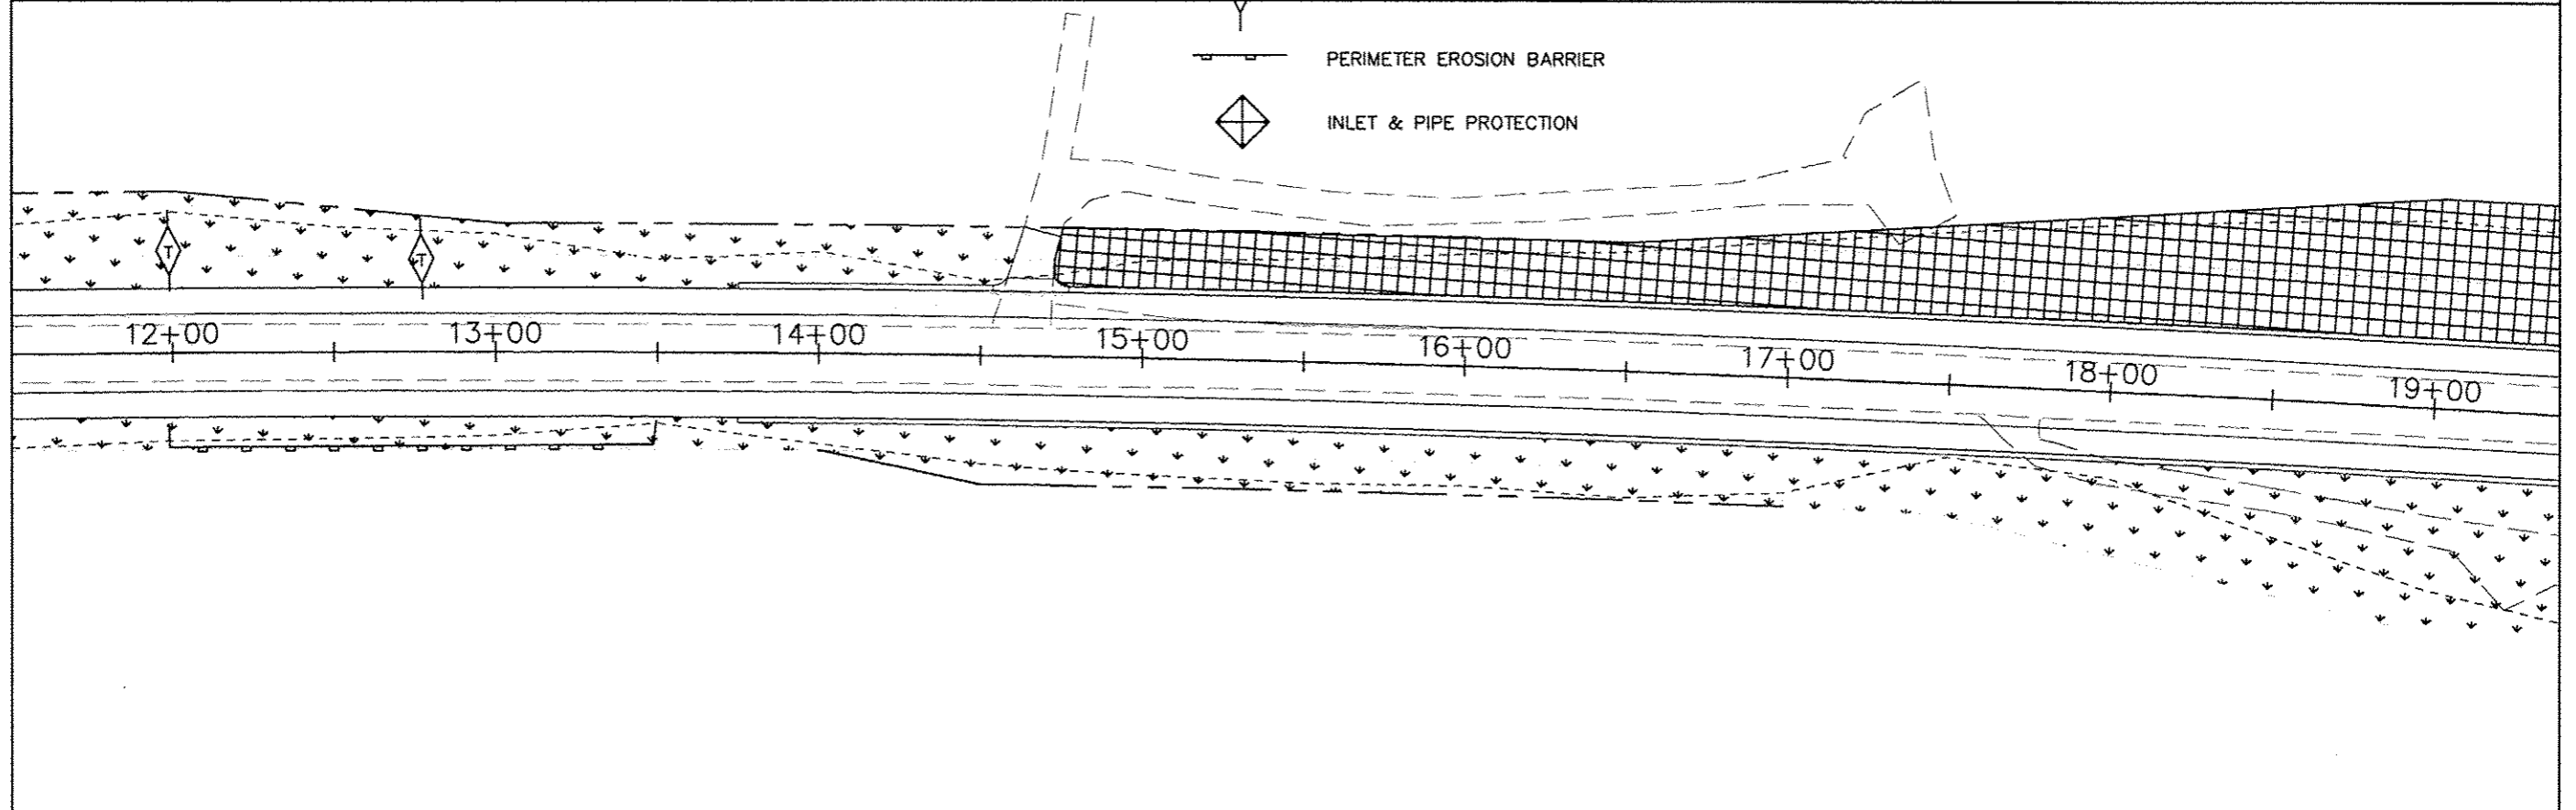 PERIMETER EROSION BARRIER
INLET & PIPE PROTECTION
T
T
12+00
13+00
14+00
15+00
16+00
17+00
18+00
19+00